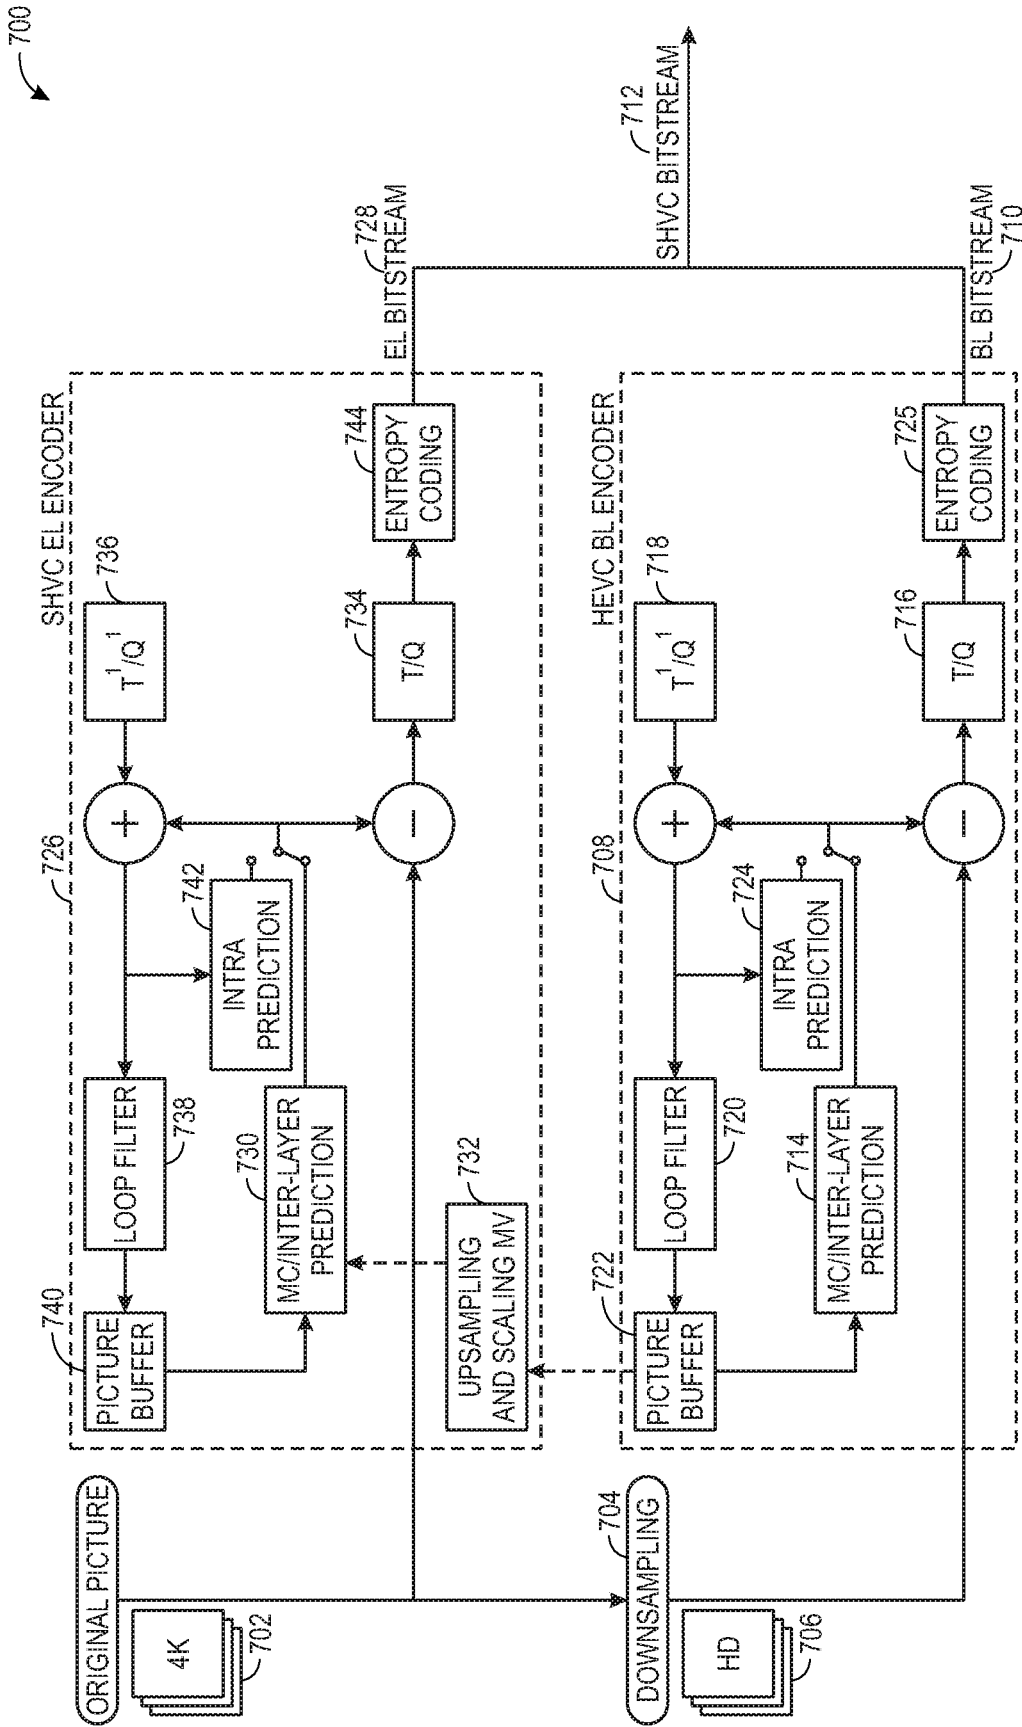 700
ORIGINAL PICTURE
4K
702
726
SHVC EL ENCODER
740
PICTURE
BUFFER
LOOP FILTER
738
+
T¹/Q¹
736
742
INTRA
PREDICTION
730
MC/INTER-LAYER
PREDICTION
-
T/Q
734
ENTROPY
CODING
744
728
EL BITSTREAM
732
UPSAMPLING
AND SCALING MV
712
SHVC BITSTREAM
DOWNSAMPLING
704
HD
706
708
HEVC BL ENCODER
722
PICTURE
BUFFER
LOOP FILTER
720
+
T¹/Q¹
718
724
INTRA
PREDICTION
714
MC/INTER-LAYER
PREDICTION
-
T/Q
716
ENTROPY
CODING
725
BL BITSTREAM
710